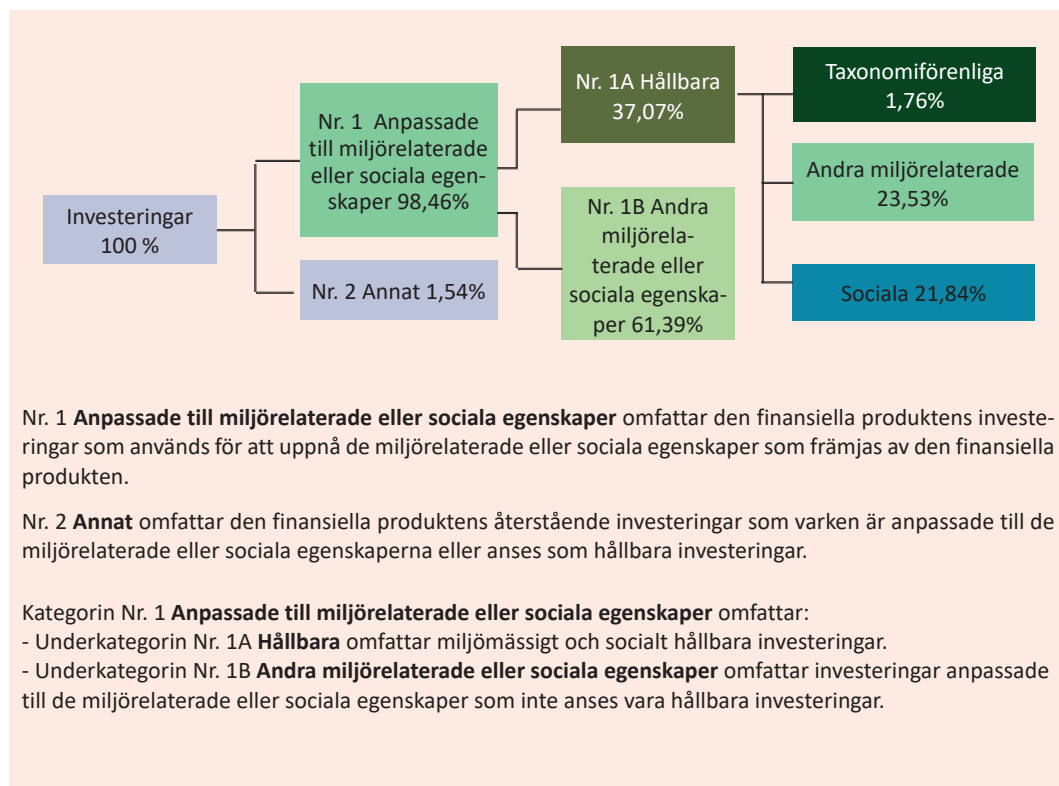 Investeringar
100 %
Nr. 1 Anpassade
till miljörelaterade
eller sociala egen-
skaper 98,46%
Nr. 2 Annat 1,54%
Nr. 1A Hållbara
37,07%
Nr. 1B Andra
miljörela-
terade eller
sociala egenska-
per 61,39%
Taxonomiförenliga
1,76%
Andra miljörelaterade
23,53%
Sociala 21,84%
Nr. 1 Anpassade till miljörelaterade eller sociala egenskaper omfattar den finansiella produktens investe-
ringar som används för att uppnå de miljörelaterade eller sociala egenskaper som främjas av den finansiella
produkten.
Nr. 2 Annat omfattar den finansiella produktens återstående investeringar som varken är anpassade till de
miljörelaterade eller sociala egenskaperna eller anses som hållbara investeringar.
Kategorin Nr. 1 Anpassade till miljörelaterade eller sociala egenskaper omfattar:
- Underkategorin Nr. 1A Hållbara omfattar miljömässigt och socialt hållbara investeringar.
- Underkategorin Nr. 1B Andra miljörelaterade eller sociala egenskaper omfattar investeringar anpassade
till de miljörelaterade eller sociala egenskaper som inte anses vara hållbara investeringar.